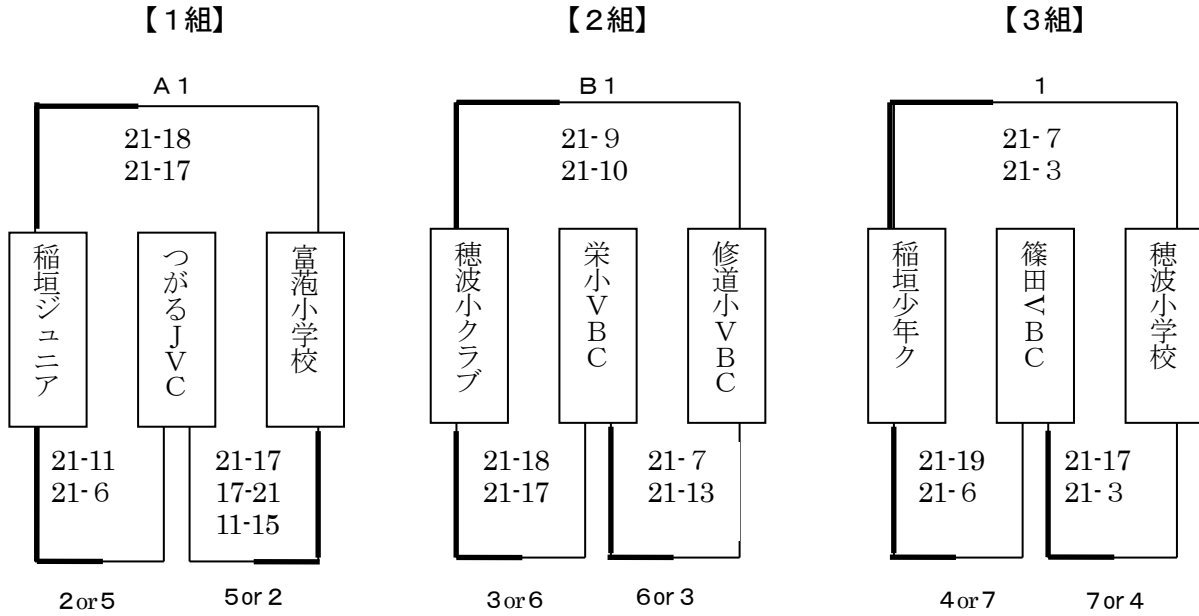 【１組】 【２組】 【３組】
Ａ１ Ｂ１ １
21-18 21-９ 21-７
21-17 21-10 21-３
稲垣ジュニア
つがるＪＶＣ
富萢小学校
穂波小クラブ
栄小ＶＢＣ
修道小ＶＢＣ
稲垣少年ク
篠田VBC
穂波小学校
21-11 21-17 21-18 21-７ 21-19 21-17
21-６ 17-21 21-17 21-13 21-６ 21-３
11-15
２or５ ５or２ ３or６ ６or３ ４or７ ７or４